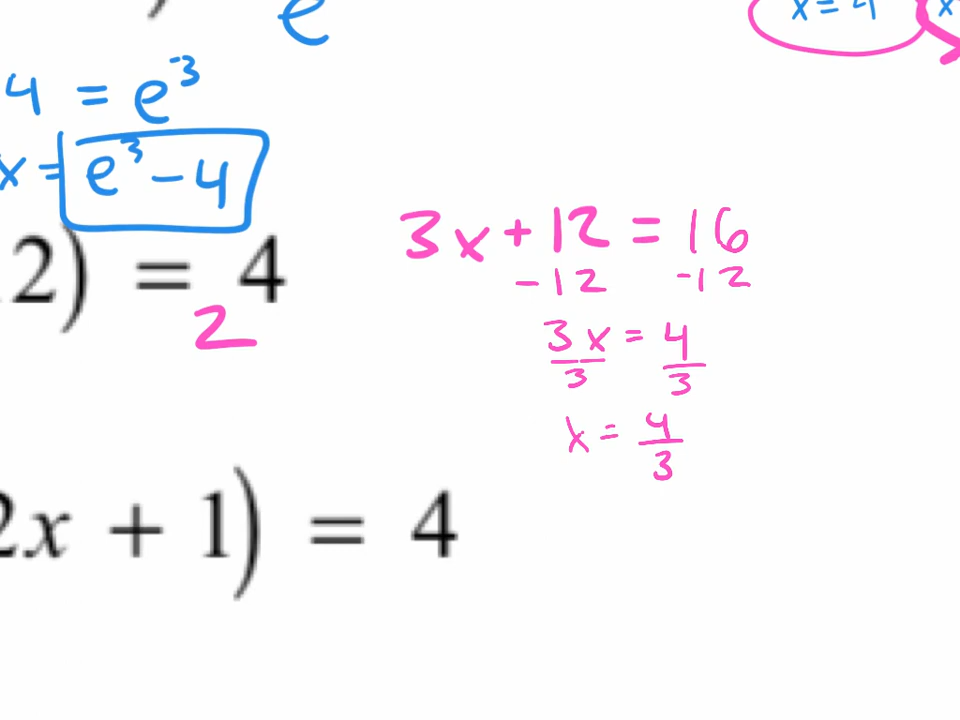 e
x = 4
4 = e³
x = e³ - 4
3x + 12 = 16
-12 -12
2) = 4
2
3x/3 = 4/3
x = 4/3
2x + 1) = 4